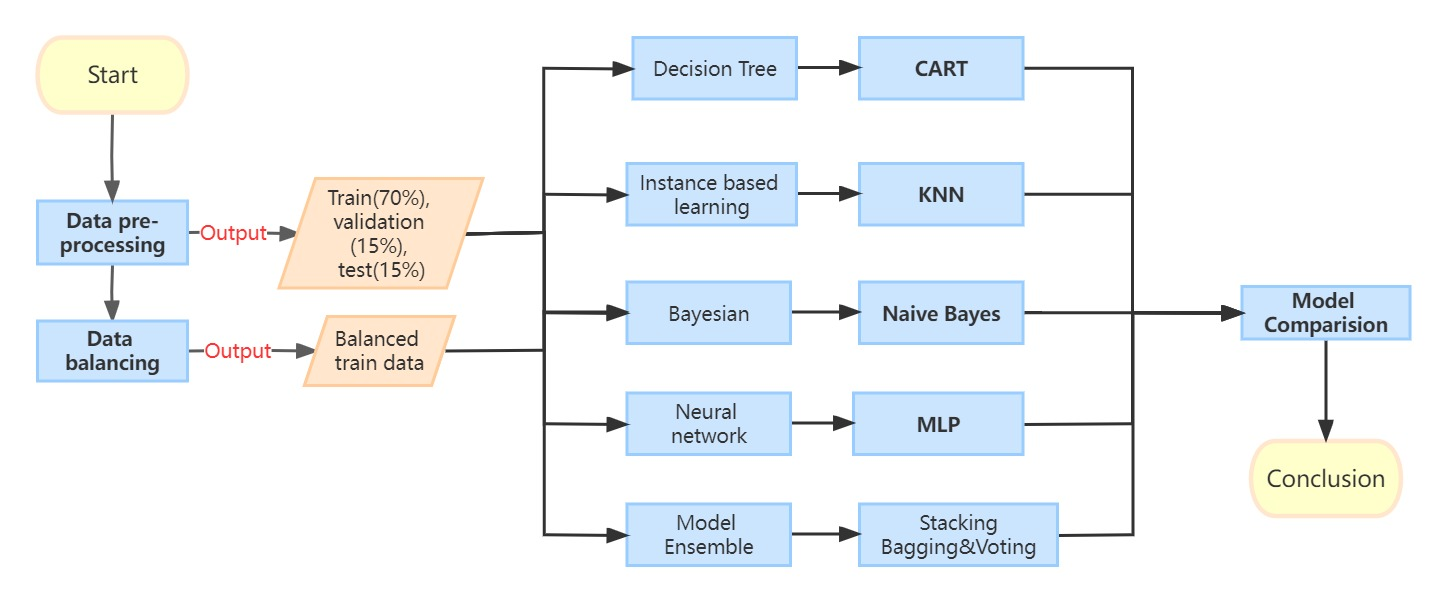 Start
Data pre-
processing
Output
Train(70%),
validation
(15%),
test(15%)
Data
balancing
Output
Balanced
train data
Decision Tree
CART
Instance based
learning
KNN
Bayesian
Naive Bayes
Neural
network
MLP
Model
Ensemble
Stacking
Bagging&Voting
Model
Comparision
Conclusion